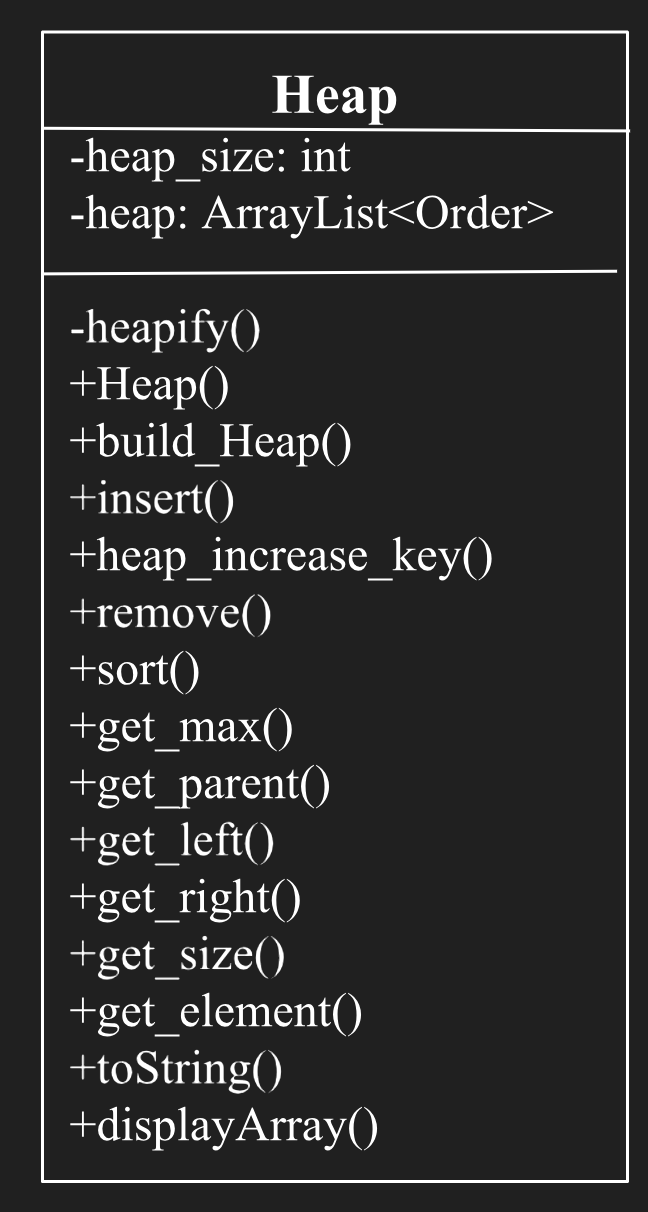 Heap
-heap_size: int
-heap: ArrayList<Order>
-heapify()
+Heap()
+build_Heap()
+insert()
+heap_increase_key()
+remove()
+sort()
+get_max()
+get_parent()
+get_left()
+get_right()
+get_size()
+get_element()
+toString()
+displayArray()